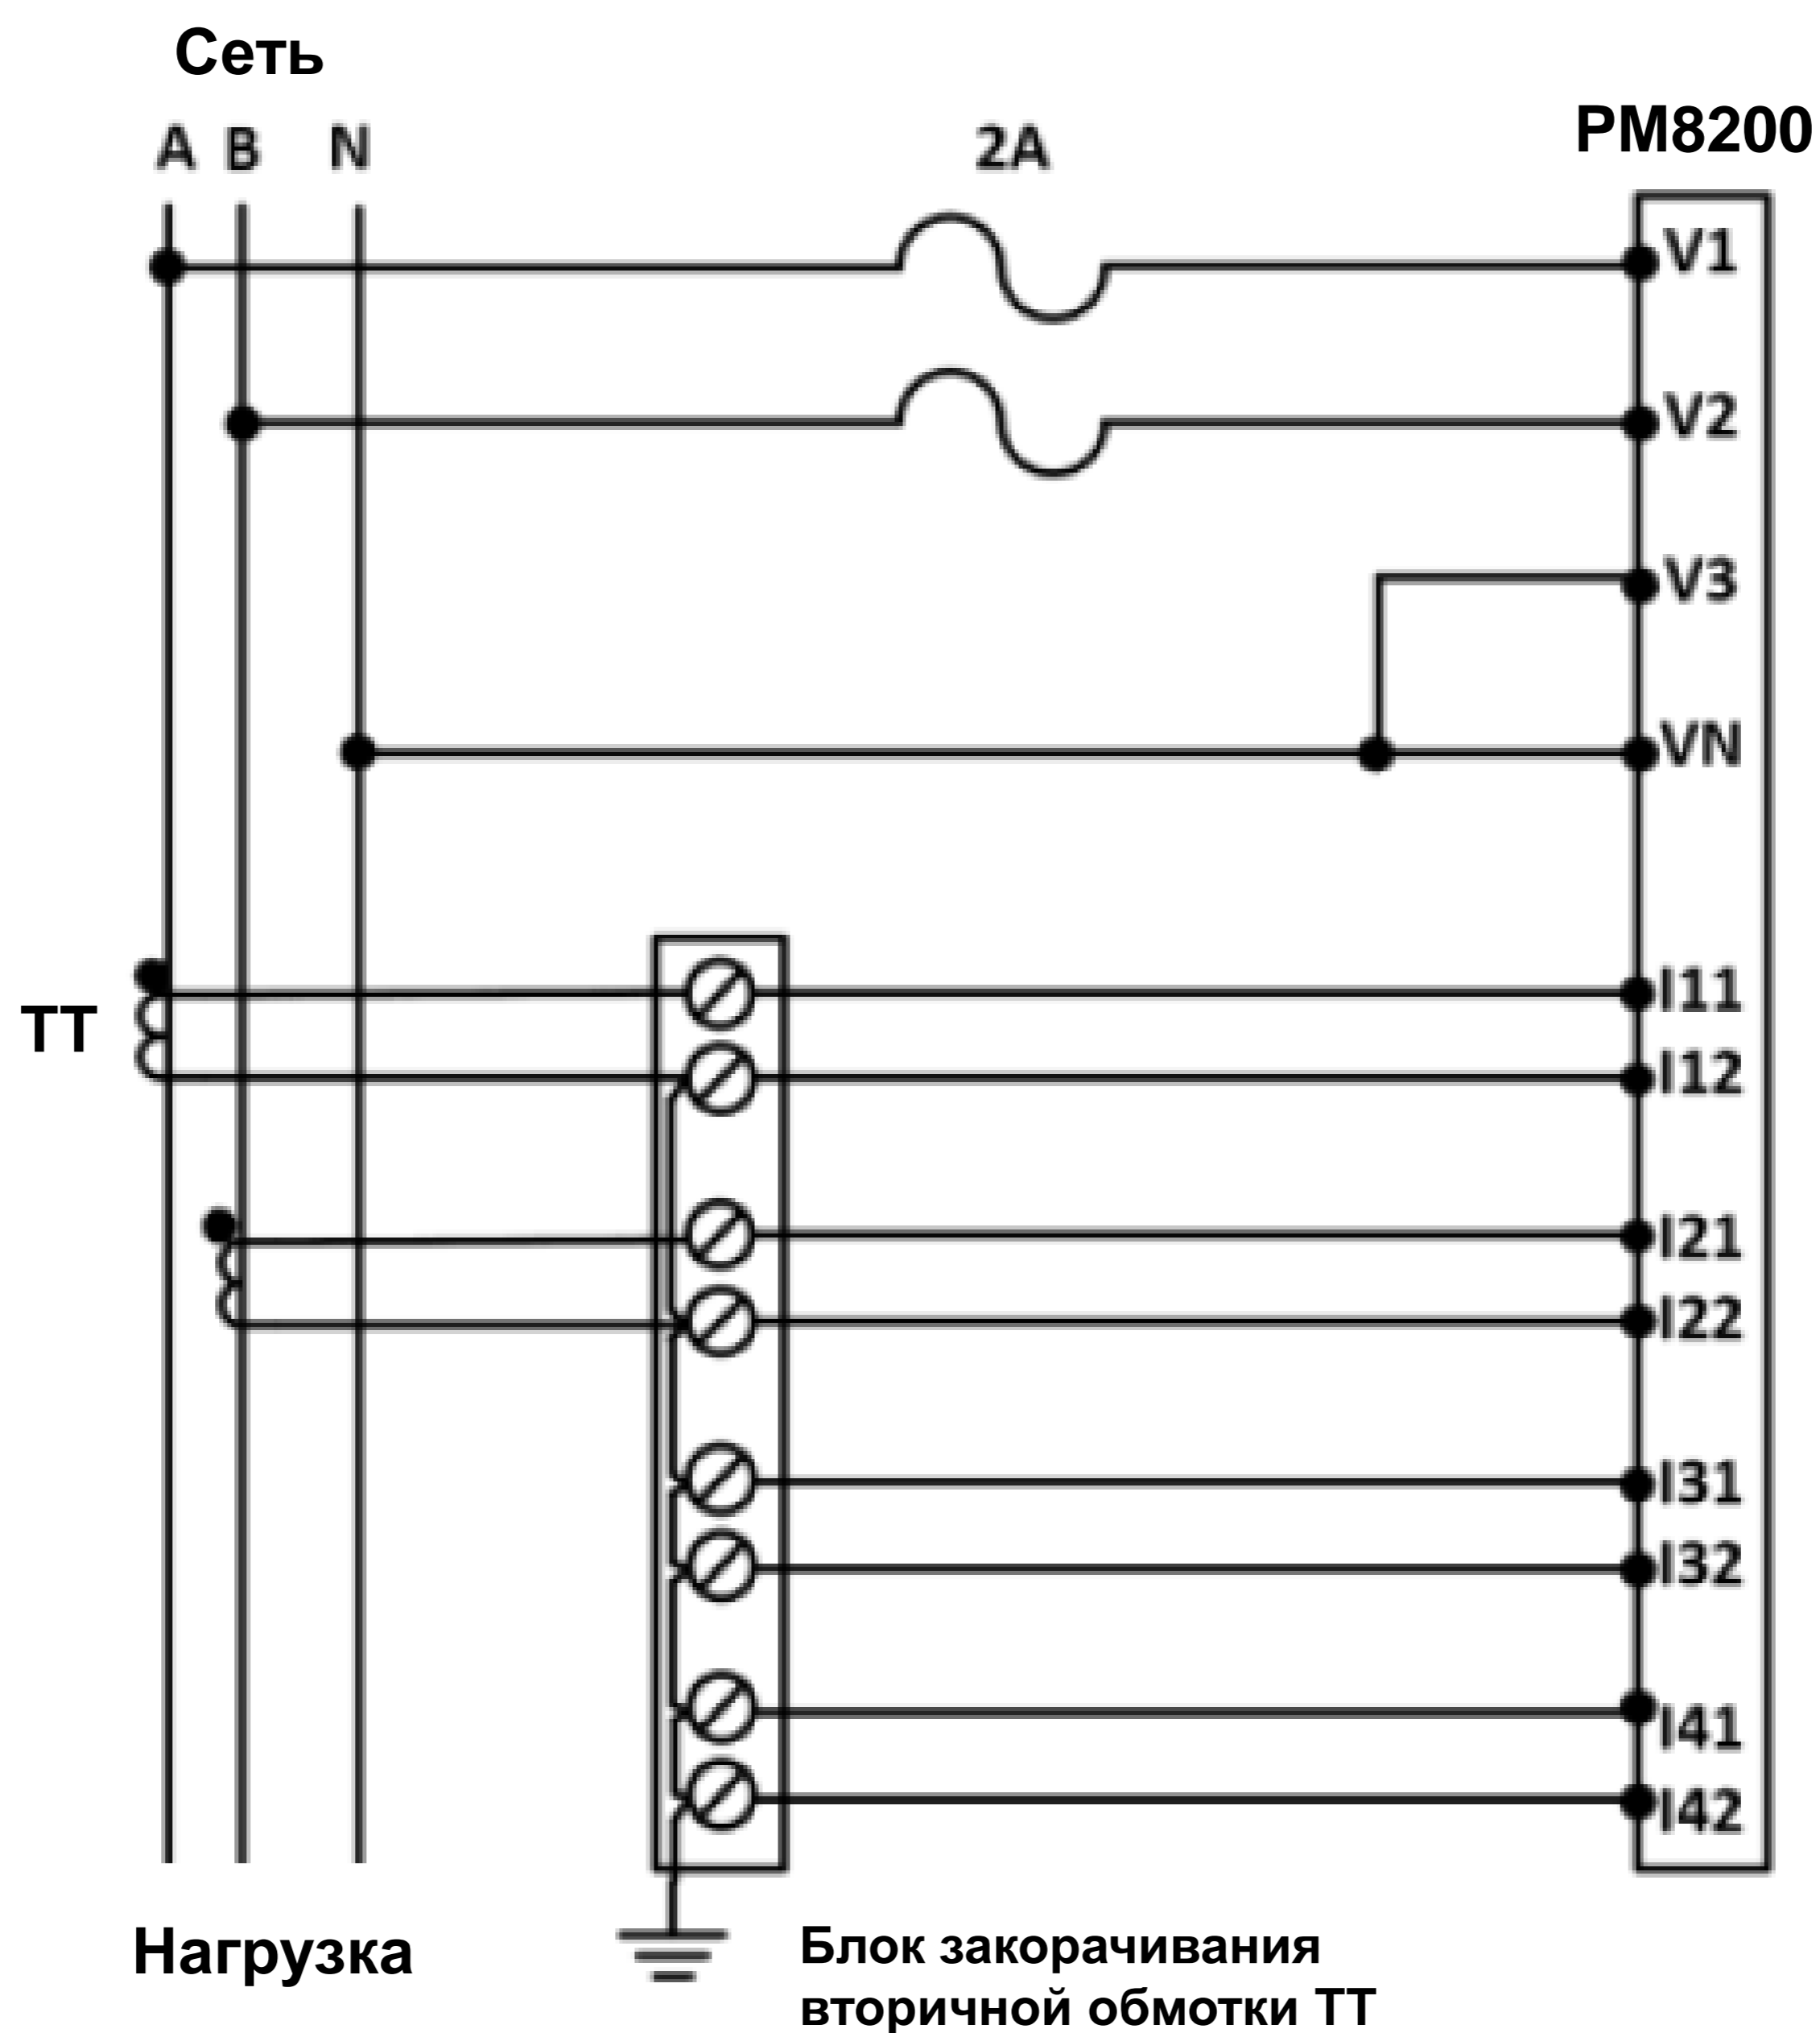 Сеть
PM8200
A B N
2A
V1
V2
V3
VN
I11
ТТ
I12
I21
I22
I31
I32
I41
I42
Нагрузка
Блок закорачивания
вторичной обмотки ТТ